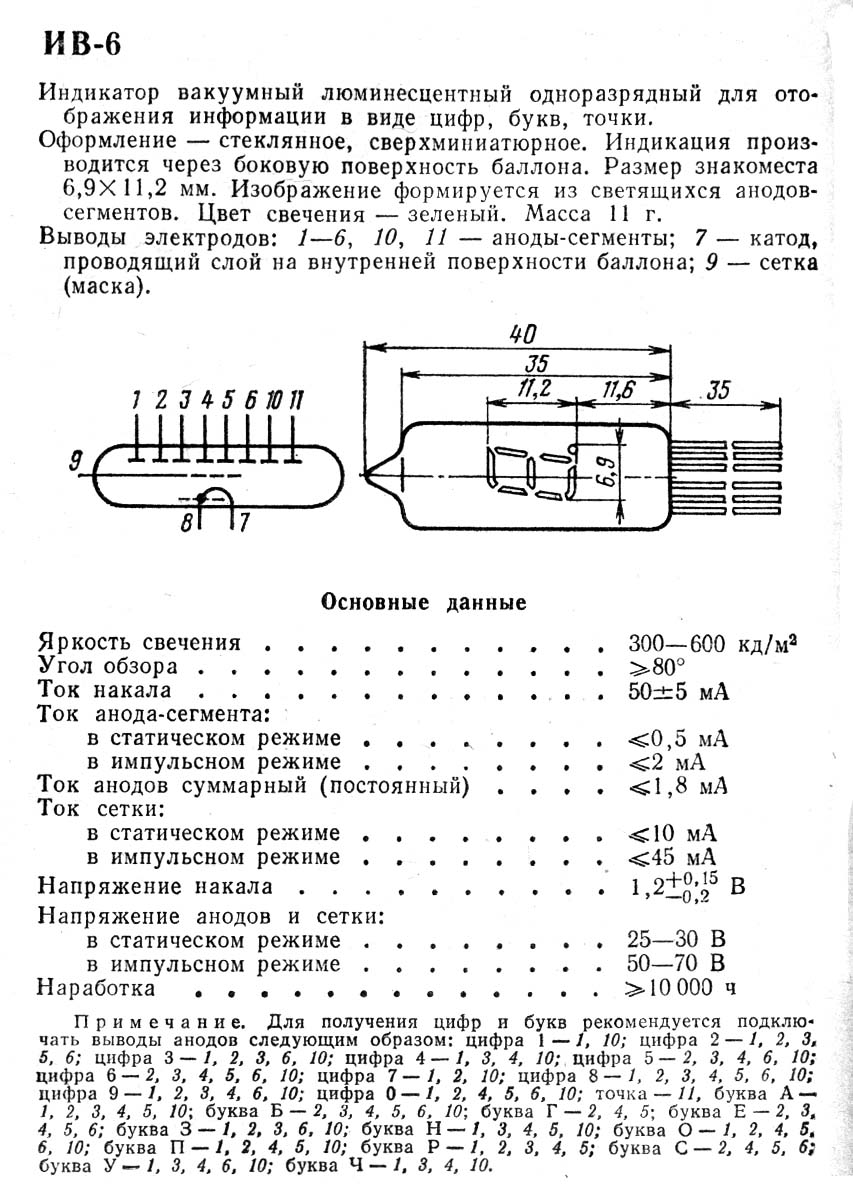 ИВ-6
Индикатор вакуумный люминесцентный одноразрядный для ото-
бражения информации в виде цифр, букв, точки.
Оформление — стеклянное, сверхминиатюрное. Индикация произ-
водится через боковую поверхность баллона. Размер знакоместа
6,9×11,2 мм. Изображение формируется из светящихся анодов-
сегментов. Цвет свечения — зеленый. Масса 11 г.
Выводы электродов: 1—6, 10, 11 — аноды-сегменты; 7 — катод,
проводящий слой на внутренней поверхности баллона; 9 — сетка
(маска).
1 2 3 4 5 6 10 11
9
8 7
40
35
11,2 11,6 35
6,9
Основные данные
Яркость свечения . . . . . . . . . . . . 300—600 кд/м²
Угол обзора . . . . . . . . . . . . . . ⩾80°
Ток накала . . . . . . . . . . . . . . 50±5 мА
Ток анода-сегмента:
в статическом режиме . . . . . . . . ⩽0,5 мА
в импульсном режиме . . . . . . . . ⩽2 мА
Ток анодов суммарный (постоянный) . . . . ⩽1,8 мА
Ток сетки:
в статическом режиме . . . . . . . . ⩽10 мА
в импульсном режиме . . . . . . . . ⩽45 мА
Напряжение накала . . . . . . . . . . . 1,2+0,15 −0,2 В
Напряжение анодов и сетки:
в статическом режиме . . . . . . . . 25—30 В
в импульсном режиме . . . . . . . . 50—70 В
Наработка . . . . . . . . . . . . . . ⩾10 000 ч
Примечание. Для получения цифр и букв рекомендуется подклю-
чать выводы анодов следующим образом: цифра 1 — 1, 10; цифра 2 — 1, 2, 3,
5, 6; цифра 3 — 1, 2, 3, 6, 10; цифра 4 — 1, 3, 4, 10; цифра 5 — 2, 3, 4, 6, 10;
цифра 6 — 2, 3, 4, 5, 6, 10; цифра 7 — 1, 2, 10; цифра 8 — 1, 2, 3, 4, 5, 6, 10;
цифра 9 — 1, 2, 3, 4, 6, 10; цифра 0 — 1, 2, 4, 5, 6, 10; точка — 11, буква А —
1, 2, 3, 4, 5, 10; буква Б — 2, 3, 4, 5, 6, 10; буква Г — 2, 4, 5; буква Е — 2, 3,
4, 5, 6; буква З — 1, 2, 3, 6, 10; буква Н — 1, 3, 4, 5, 10; буква О — 1, 2, 4, 5,
6, 10; буква П — 1, 2, 4, 5, 10; буква Р — 1, 2, 3, 4, 5; буква С — 2, 4, 5, 6;
буква У — 1, 3, 4, 6, 10; буква Ч — 1, 3, 4, 10.